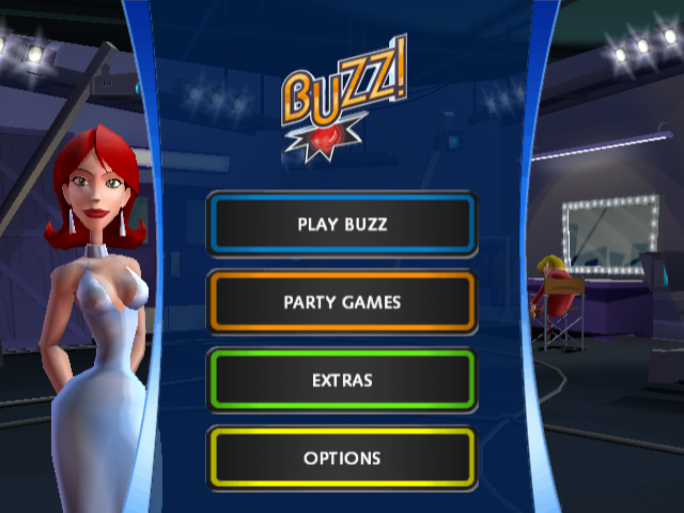 BUZZ!
PLAY BUZZ
PARTY GAMES
EXTRAS
OPTIONS